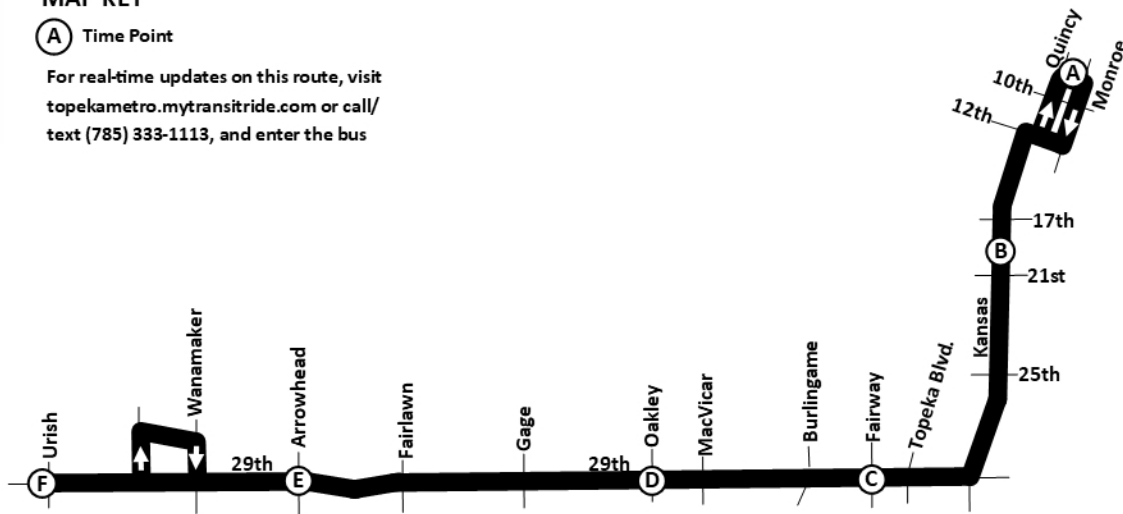 MAP KEY
A Time Point
For real-time updates on this route, visit
topekametro.mytransitride.com or call/
text (785) 333-1113, and enter the bus
Quincy
A
Monroe
10th
12th
17th
B
21st
Kansas
25th
Topeka Blvd.
Fairway
Burlingame
MacVicar
Oakley
Gage
Fairlawn
Arrowhead
Wanamaker
Urish
29th
29th
F
E
D
C